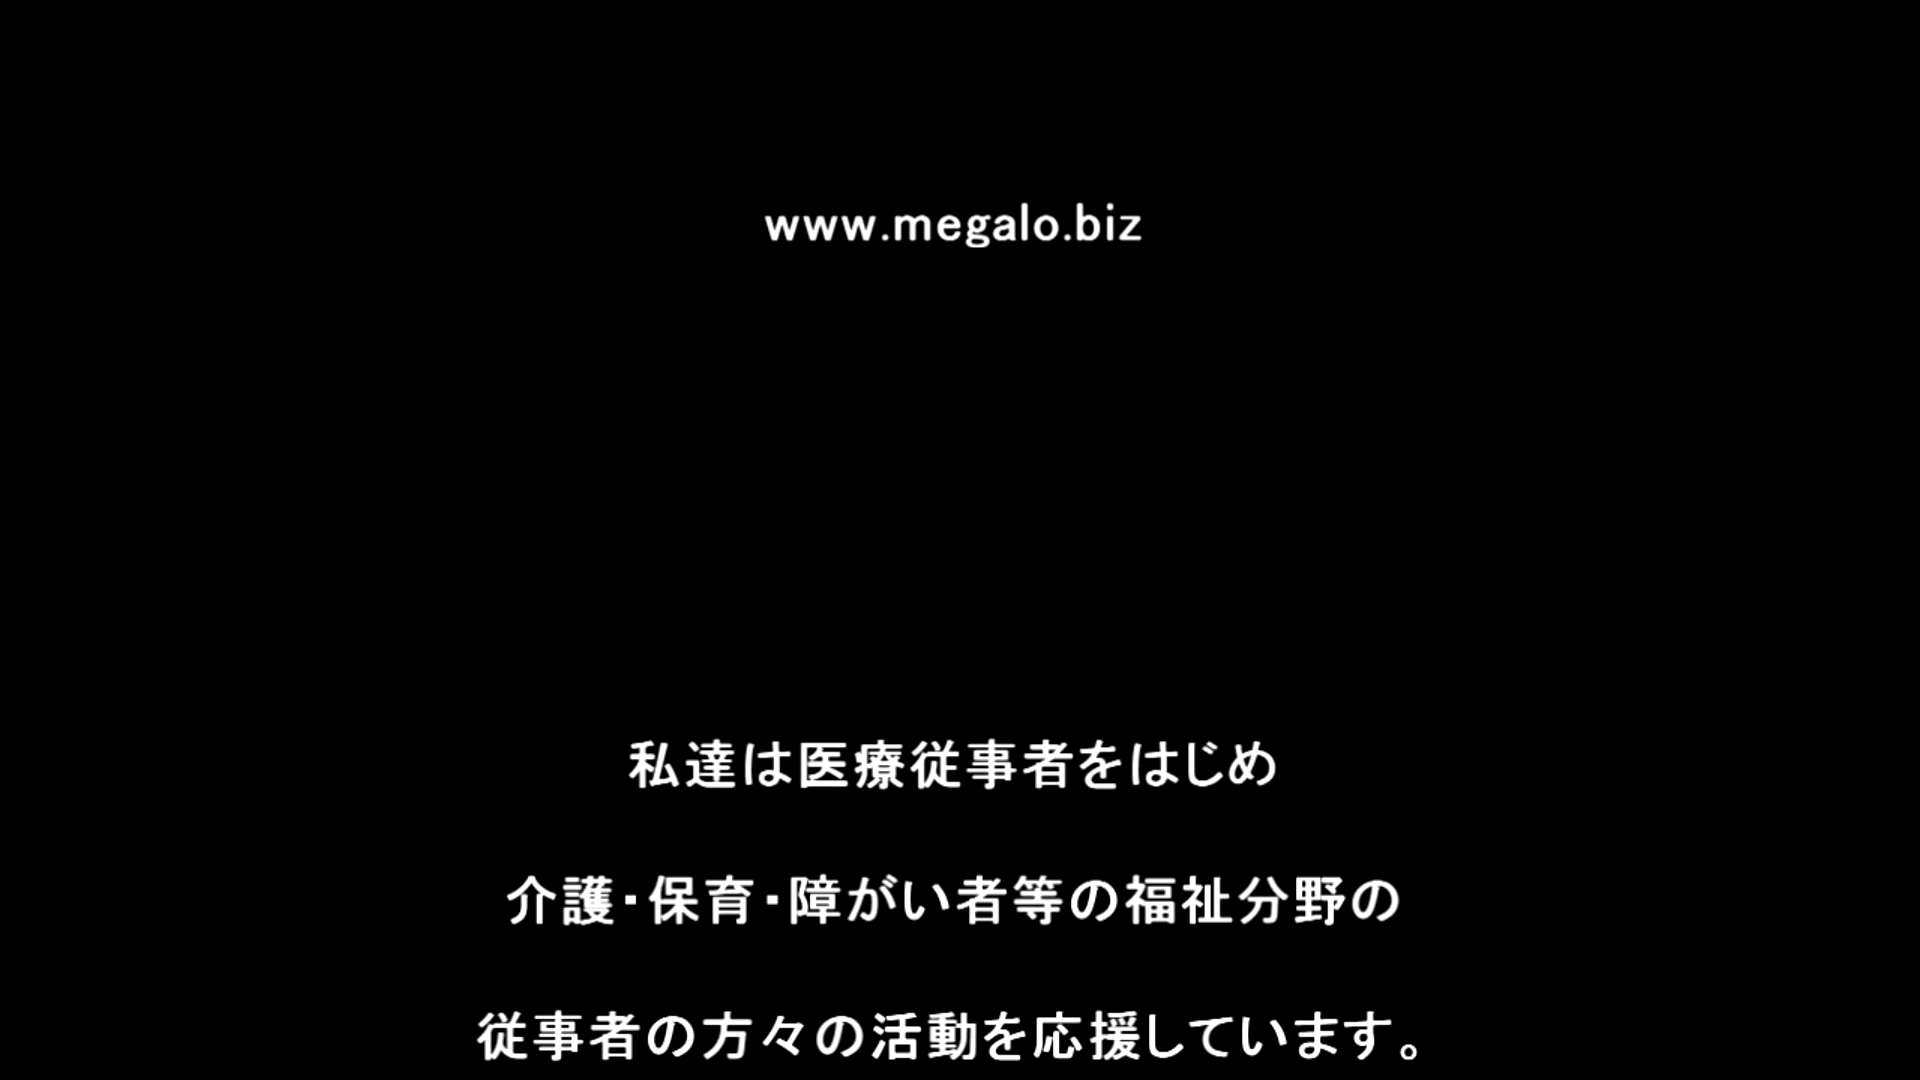 www.megalo.biz
私達は医療従事者をはじめ
介護・保育・障がい者等の福祉分野の
従事者の方々の活動を応援しています。